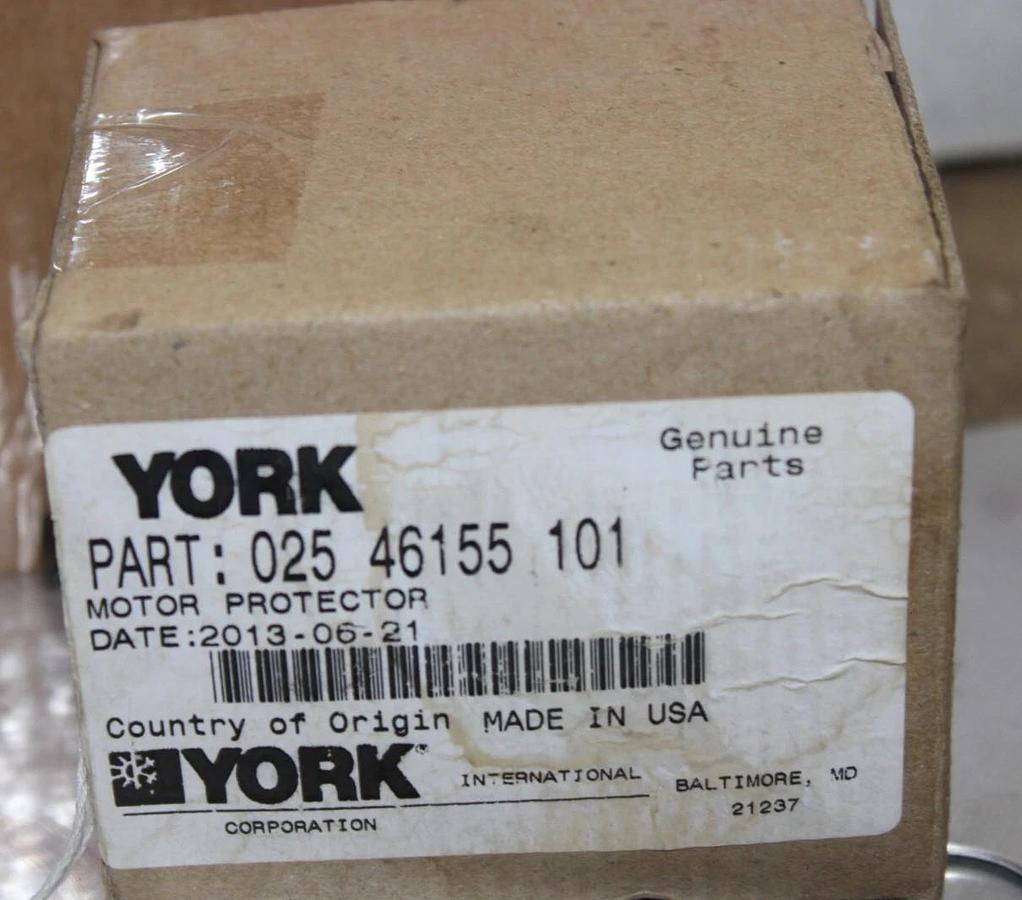 YORK
Genuine
Parts
PART: 025 46155 101
MOTOR PROTECTOR
DATE:2013-06-21
Country of Origin MADE IN USA
YORK® INTERNATIONAL BALTIMORE, MD
CORPORATION 21237